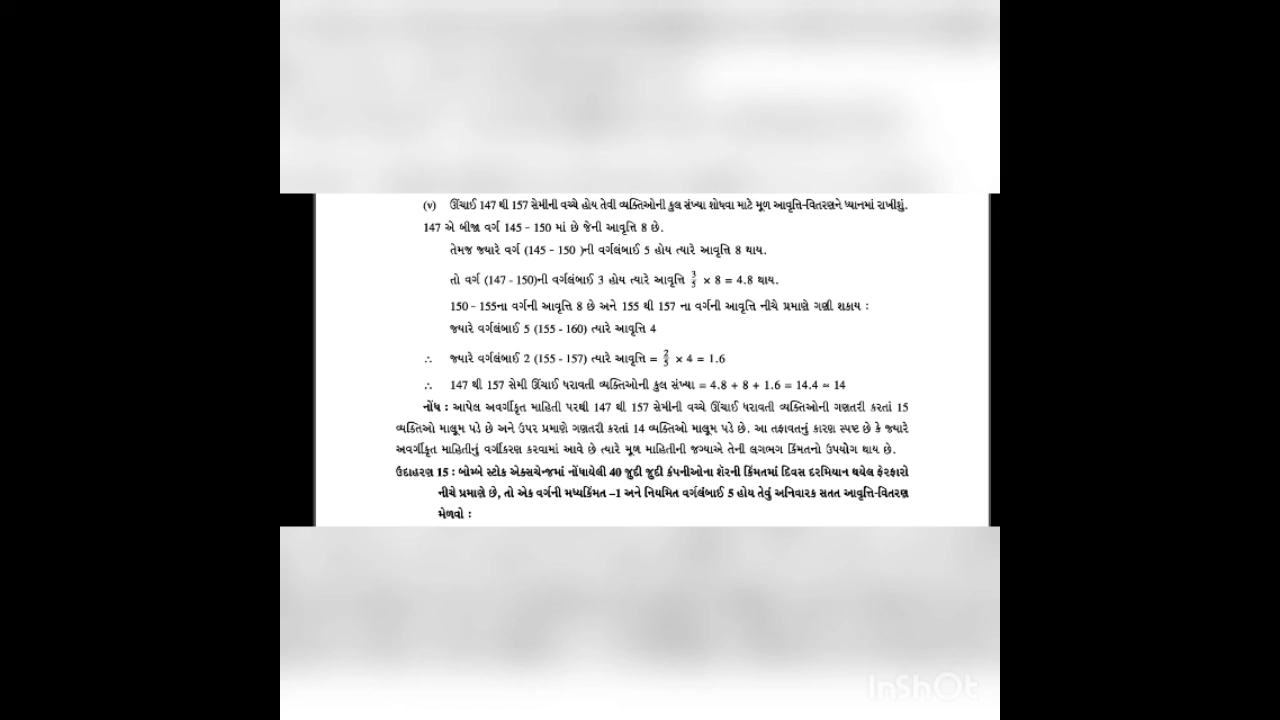 (v) ઊંચાઈ 147 થી 157 સેમીની વચ્ચે હોય તેવી વ્યક્તિઓની કુલ સંખ્યા શોધવા માટે મૂળ આવૃત્તિ-વિતરણને ધ્યાનમાં રાખીશું.
147 એ બીજા વર્ગ 145 - 150 માં છે જેની આવૃત્તિ 8 છે.
તેમજ જ્યારે વર્ગ (145 - 150 )ની વર્ગલંબાઈ 5 હોય ત્યારે આવૃત્તિ 8 થાય.
તો વર્ગ (147 - 150)ની વર્ગલંબાઈ 3 હોય ત્યારે આવૃત્તિ 3/5 × 8 = 4.8 થાય.
150 - 155ના વર્ગની આવૃત્તિ 8 છે અને 155 થી 157 ના વર્ગની આવૃત્તિ નીચે પ્રમાણે ગણી શકાય :
જ્યારે વર્ગલંબાઈ 5 (155 - 160) ત્યારે આવૃત્તિ 4
∴ જ્યારે વર્ગલંબાઈ 2 (155 - 157) ત્યારે આવૃત્તિ = 2/5 × 4 = 1.6
∴ 147 થી 157 સેમી ઊંચાઈ ધરાવતી વ્યક્તિઓની કુલ સંખ્યા = 4.8 + 8 + 1.6 = 14.4 ≃ 14
નોંધ : આપેલ અવર્ગીકૃત માહિતી પરથી 147 થી 157 સેમીની વચ્ચે ઊંચાઈ ધરાવતી વ્યક્તિઓની ગણતરી કરતાં 15
વ્યક્તિઓ માલૂમ પડે છે અને ઉપર પ્રમાણે ગણતરી કરતાં 14 વ્યક્તિઓ માલૂમ પડે છે. આ તફાવતનું કારણ સ્પષ્ટ છે કે જ્યારે
અવર્ગીકૃત માહિતીનું વર્ગીકરણ કરવામાં આવે છે ત્યારે મૂળ માહિતીની જગ્યાએ તેની લગભગ કિંમતનો ઉપયોગ થાય છે.
ઉદાહરણ 15 : બોમ્બે સ્ટોક એક્સચેન્જમાં નોંધાયેલી 40 જુદી જુદી કંપનીઓના શૅરની કિંમતમાં દિવસ દરમિયાન થયેલ ફેરફારો
નીચે પ્રમાણે છે, તો એક વર્ગની મધ્યકિંમત –1 અને નિયમિત વર્ગલંબાઈ 5 હોય તેવું અનિવારક સતત આવૃત્તિ-વિતરણ
મેળવો :
InShOt